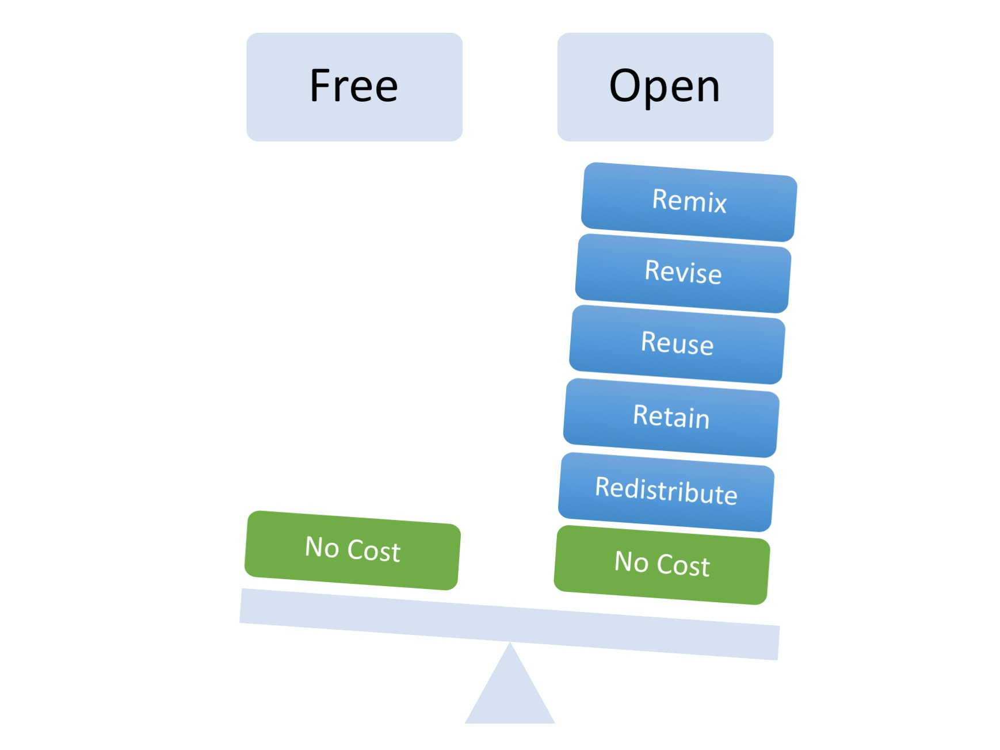 Free
Open
Remix
Revise
Reuse
Retain
Redistribute
No Cost
No Cost